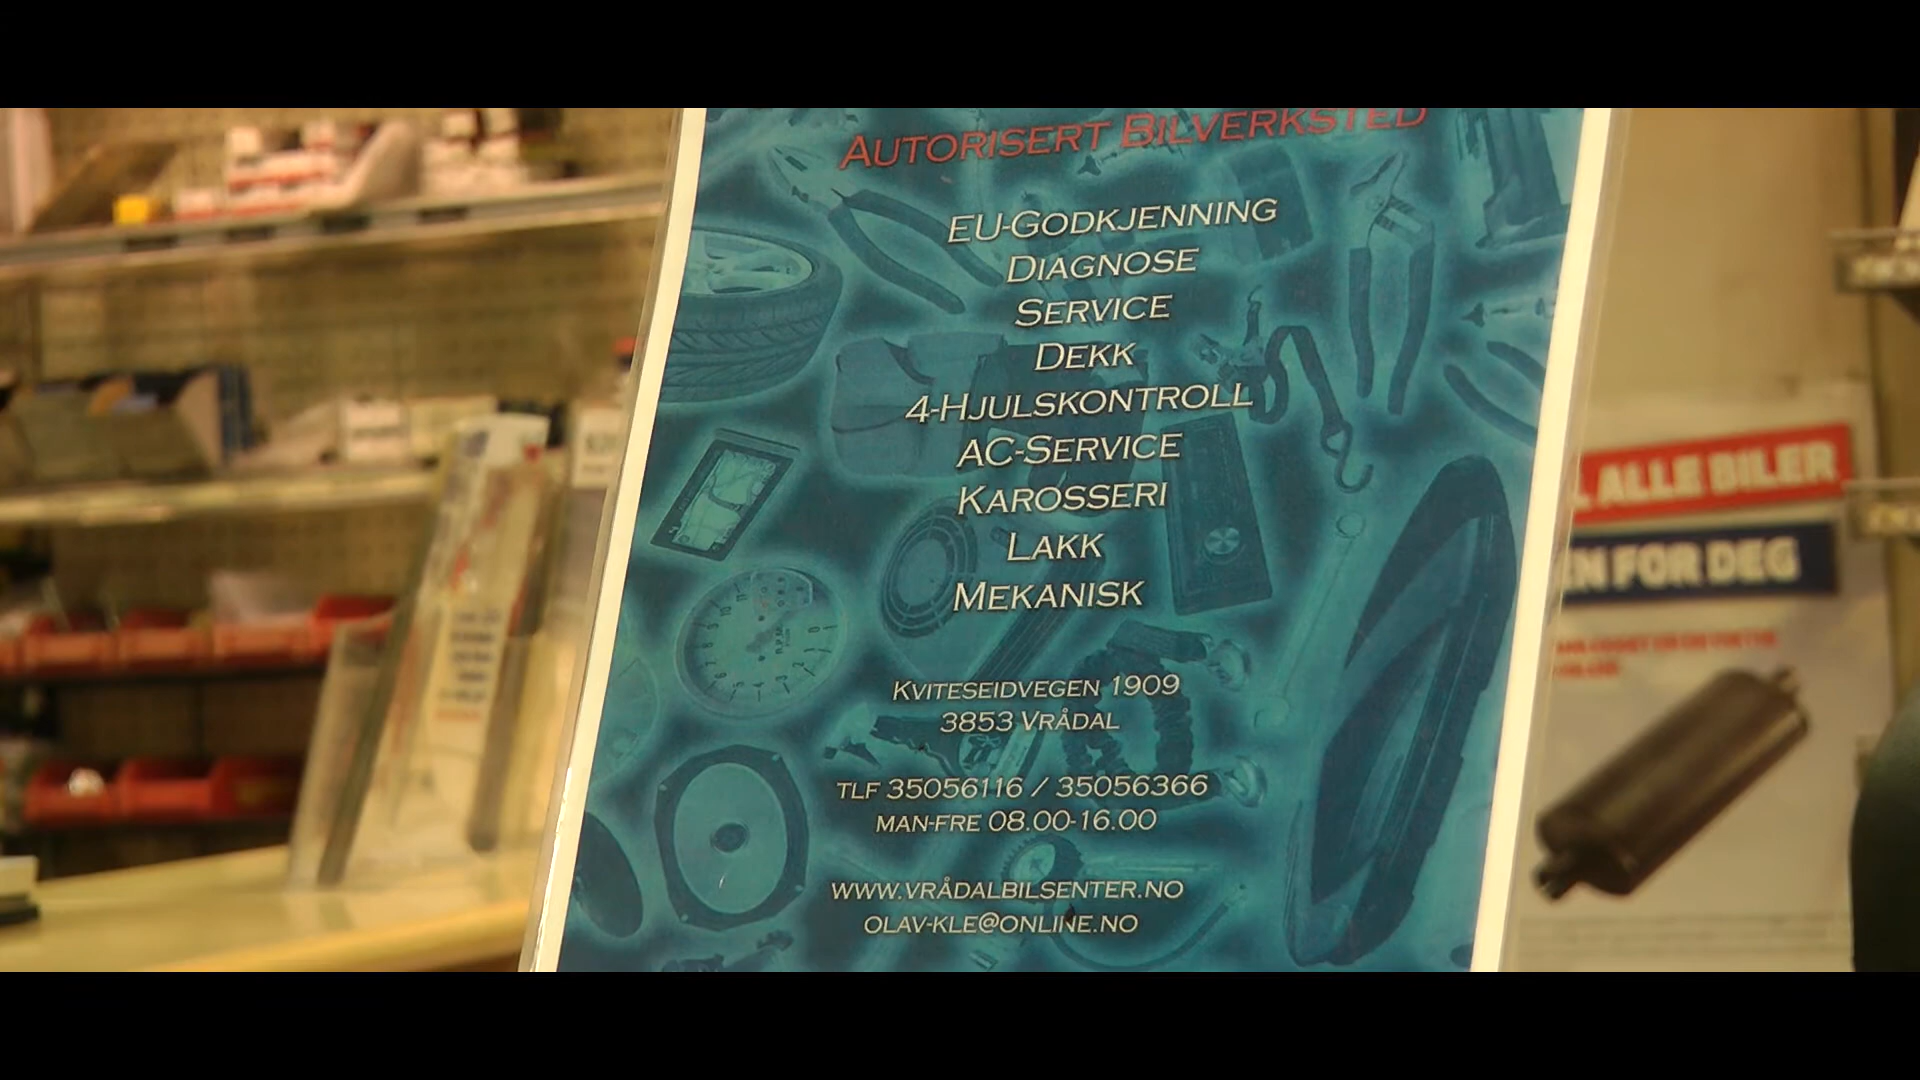 AUTORISERT BILVERKSTED
EU-GODKJENNING
DIAGNOSE
SERVICE
DEKK
4-HJULSKONTROLL
AC-SERVICE
KAROSSERI
LAKK
MEKANISK
KVITESEIDVEGEN 1909
3853 VRÅDAL
TLF 35056116 / 35056366
MAN-FRE 08.00-16.00
WWW.VRÅDALBILSENTER.NO
OLAV-KLE@ONLINE.NO
ALLE BILER
FOR DEG